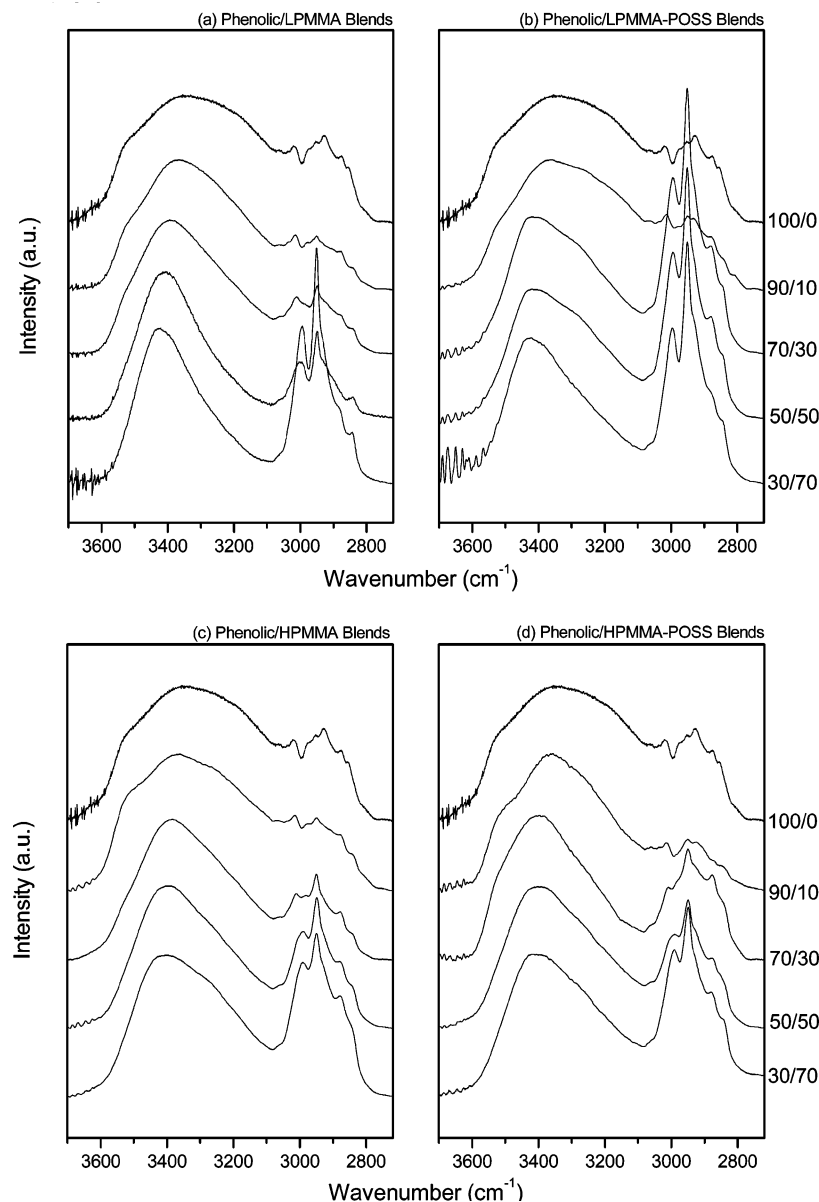 (a) Phenolic/LPMMA Blends
(b) Phenolic/LPMMA-POSS Blends
Intensity (a.u.)
100/0
90/10
70/30
50/50
30/70
3600 3400 3200 3000 2800
3600 3400 3200 3000 2800
Wavenumber (cm⁻¹)
(c) Phenolic/HPMMA Blends
(d) Phenolic/HPMMA-POSS Blends
Intensity (a.u.)
100/0
90/10
70/30
50/50
30/70
3600 3400 3200 3000 2800
3600 3400 3200 3000 2800
Wavenumber (cm⁻¹)